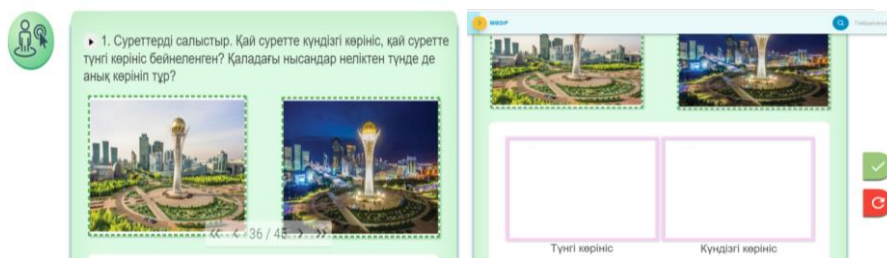 1. Суреттерді салыстыр. Қай суретте күндізгі көрініс, қай суретте
түнгі көрініс бейнеленген? Қаладағы нысандар неліктен түнде де
анық көрініп тұр?
36 / 45
Түнгі көрініс
Күндізгі көрініс